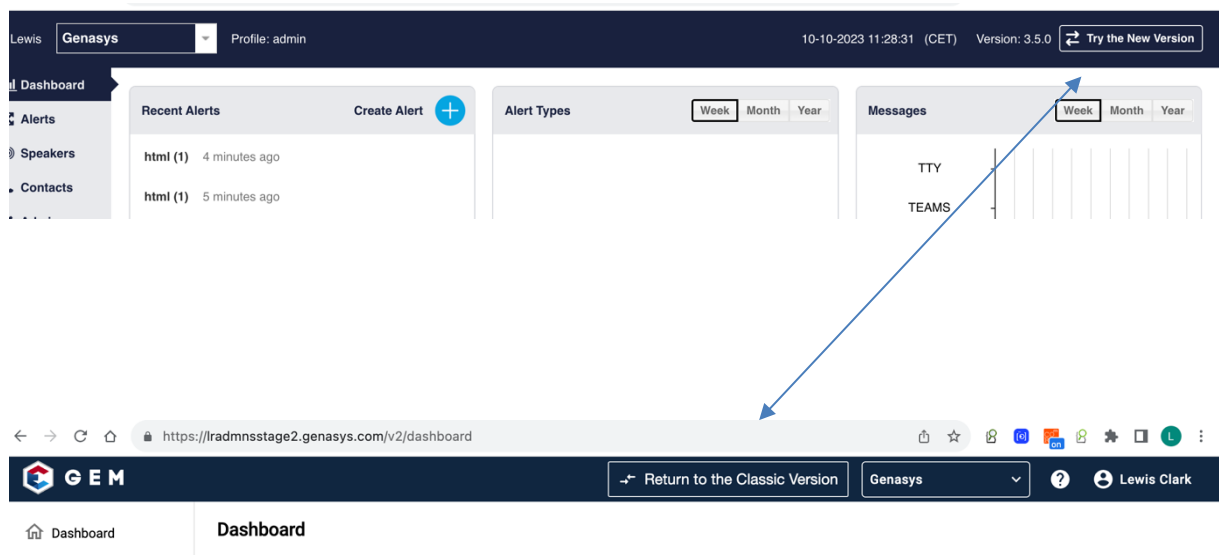 Lewis Genasys Profile: admin 10-10-2023 11:28:31 (CET) Version: 3.5.0 Try the New Version
Dashboard
Recent Alerts Create Alert Alert Types Week Month Year Messages Week Month Year
Alerts
Speakers
html (1) 4 minutes ago
TTY
Contacts
html (1) 5 minutes ago
TEAMS
https://lradmnsstage2.genasys.com/v2/dashboard
on
L
GEM Return to the Classic Version Genasys ? Lewis Clark
Dashboard Dashboard